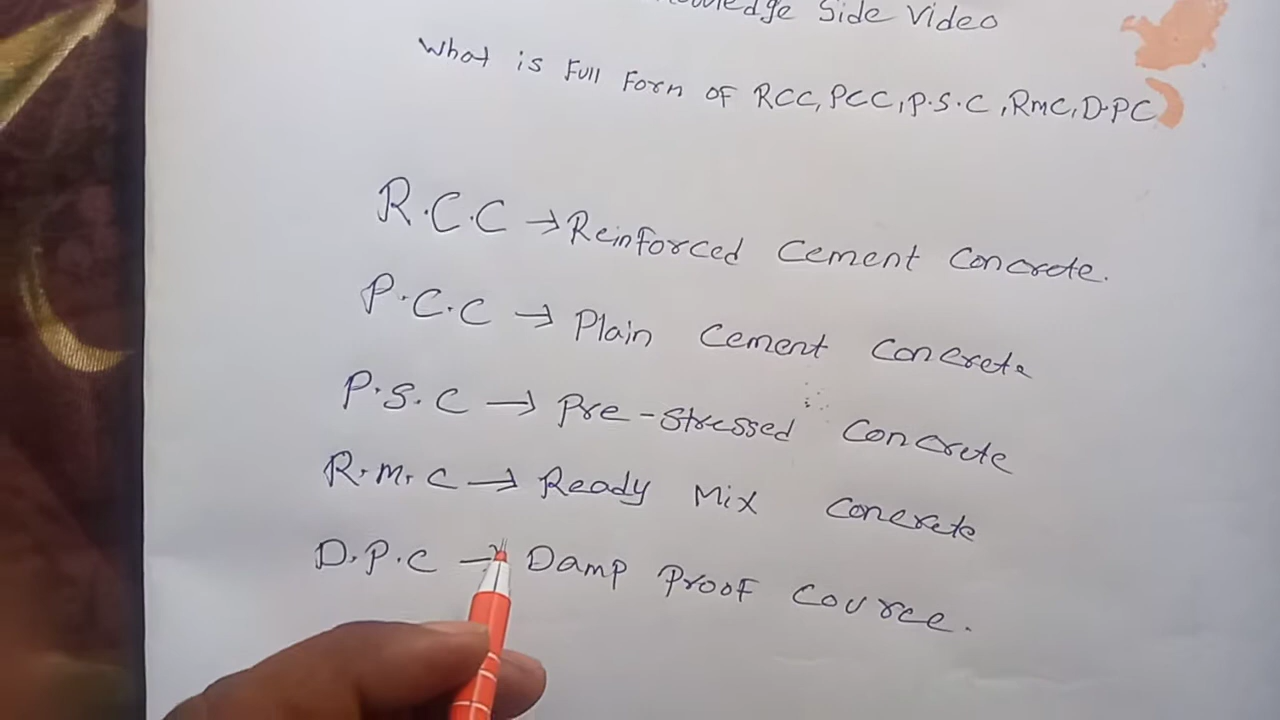 Knowledge Side Video
What is Full Form OF RCC, PCC, P.S.C, RMC, D.PC
R.C.C → Reinforced Cement Concrete.
P.C.C → Plain Cement Concrete
P.S.C → Pre-stressed Concrete
R.M.C → Ready Mix Concrete
D.P.C → Damp Proof Cource.